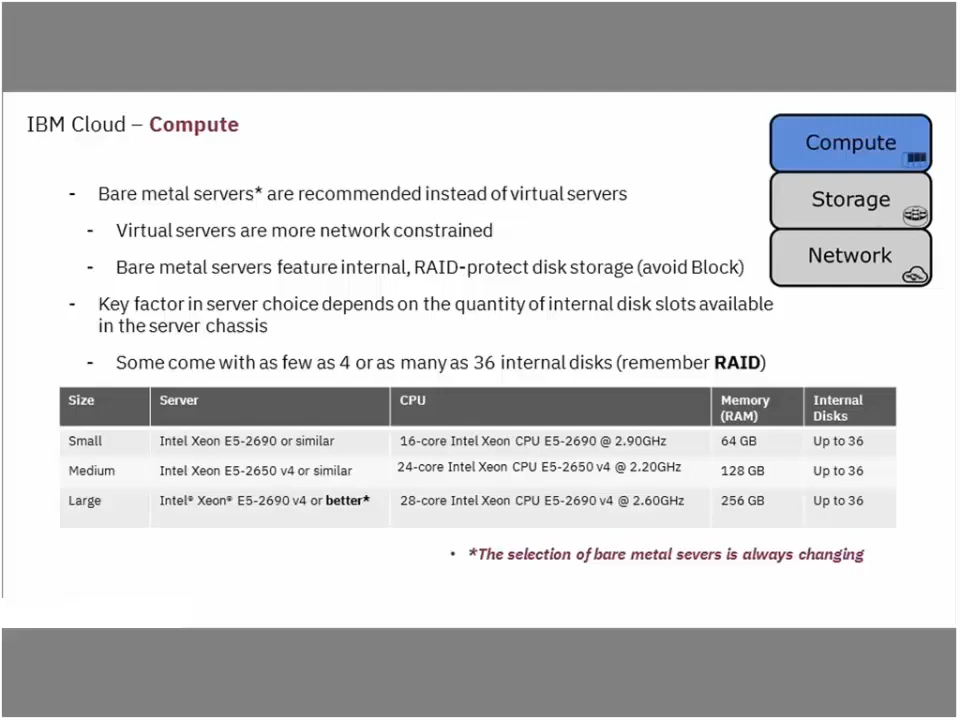 IBM Cloud – Compute
Compute
Storage
Network
- Bare metal servers* are recommended instead of virtual servers
- Virtual servers are more network constrained
- Bare metal servers feature internal, RAID-protect disk storage (avoid Block)
- Key factor in server choice depends on the quantity of internal disk slots available
in the server chassis
- Some come with as few as 4 or as many as 36 internal disks (remember RAID)
Size Server CPU Memory (RAM) Internal Disks
Small Intel Xeon E5-2690 or similar 16-core Intel Xeon CPU E5-2690 @ 2.90GHz 64 GB Up to 36
Medium Intel Xeon E5-2650 v4 or similar 24-core Intel Xeon CPU E5-2650 v4 @ 2.20GHz 128 GB Up to 36
Large Intel® Xeon® E5-2690 v4 or better* 28-core Intel Xeon CPU E5-2690 v4 @ 2.60GHz 256 GB Up to 36
• *The selection of bare metal severs is always changing